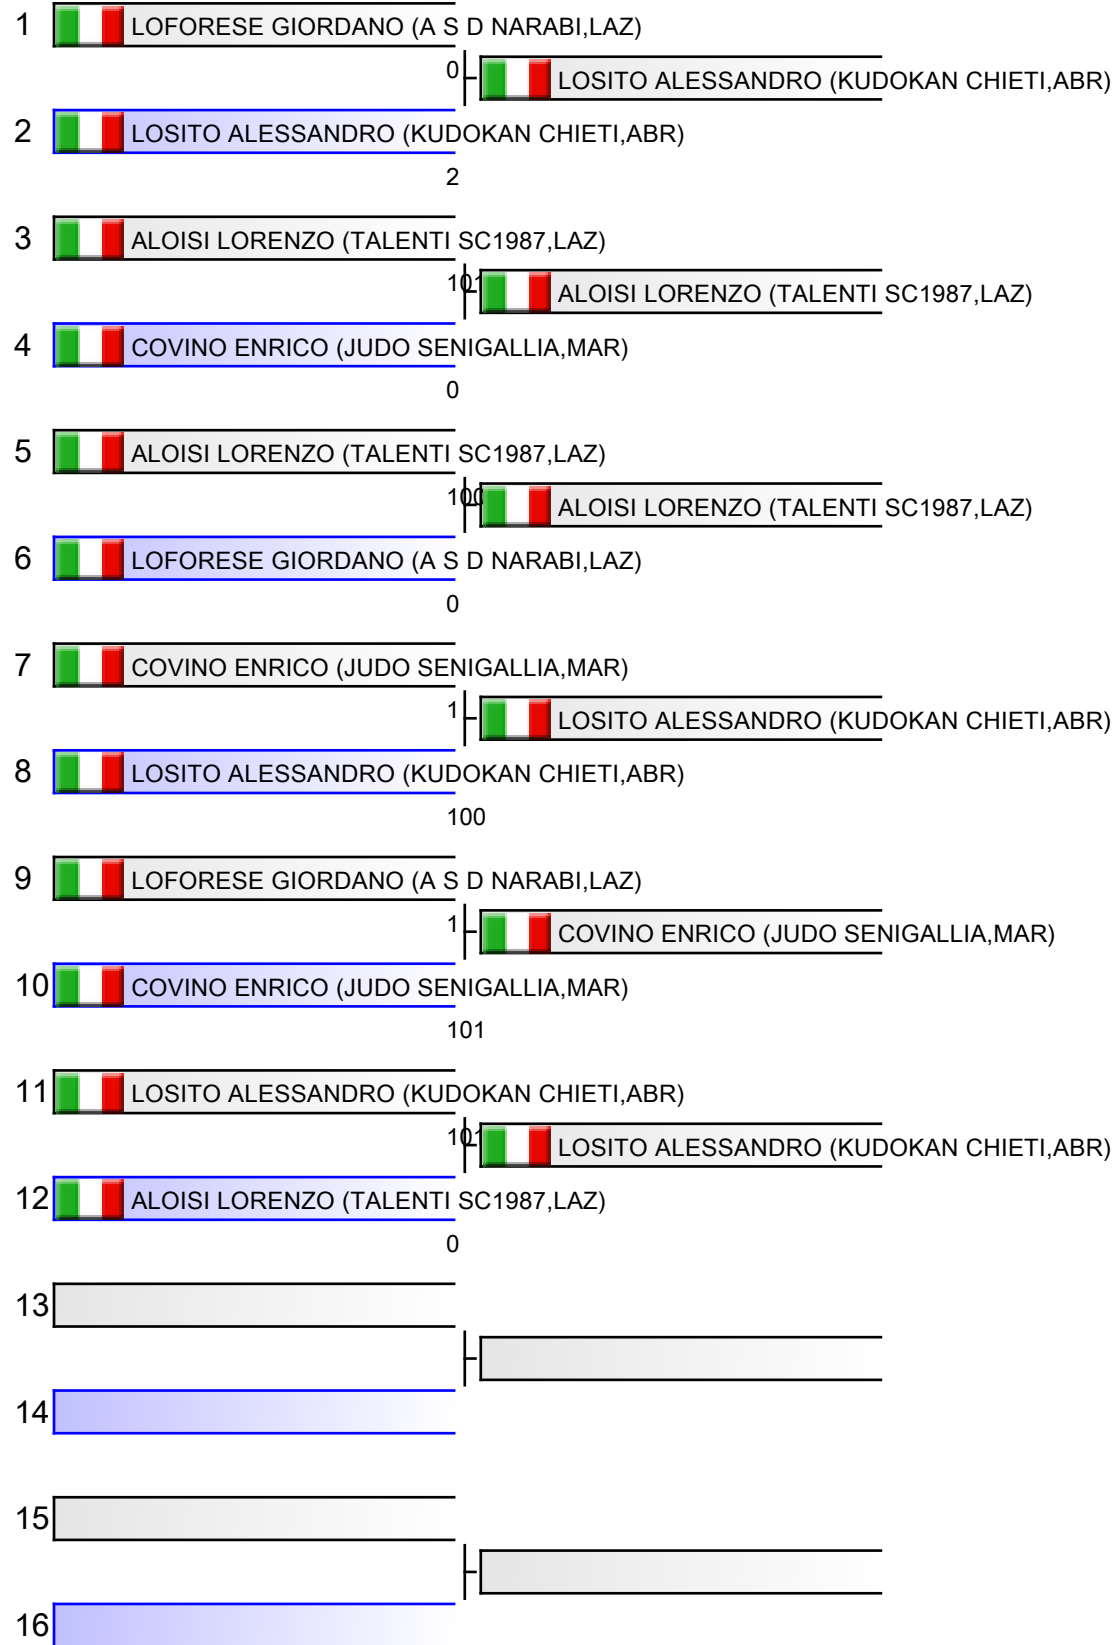 1 LOFORESE GIORDANO (A S D NARABI,LAZ)
0 LOSITO ALESSANDRO (KUDOKAN CHIETI,ABR)
2 LOSITO ALESSANDRO (KUDOKAN CHIETI,ABR)
2
3 ALOISI LORENZO (TALENTI SC1987,LAZ)
101 ALOISI LORENZO (TALENTI SC1987,LAZ)
4 COVINO ENRICO (JUDO SENIGALLIA,MAR)
0
5 ALOISI LORENZO (TALENTI SC1987,LAZ)
100 ALOISI LORENZO (TALENTI SC1987,LAZ)
6 LOFORESE GIORDANO (A S D NARABI,LAZ)
0
7 COVINO ENRICO (JUDO SENIGALLIA,MAR)
1 LOSITO ALESSANDRO (KUDOKAN CHIETI,ABR)
8 LOSITO ALESSANDRO (KUDOKAN CHIETI,ABR)
100
9 LOFORESE GIORDANO (A S D NARABI,LAZ)
1 COVINO ENRICO (JUDO SENIGALLIA,MAR)
10 COVINO ENRICO (JUDO SENIGALLIA,MAR)
101
11 LOSITO ALESSANDRO (KUDOKAN CHIETI,ABR)
101 LOSITO ALESSANDRO (KUDOKAN CHIETI,ABR)
12 ALOISI LORENZO (TALENTI SC1987,LAZ)
0
13
14
15
16